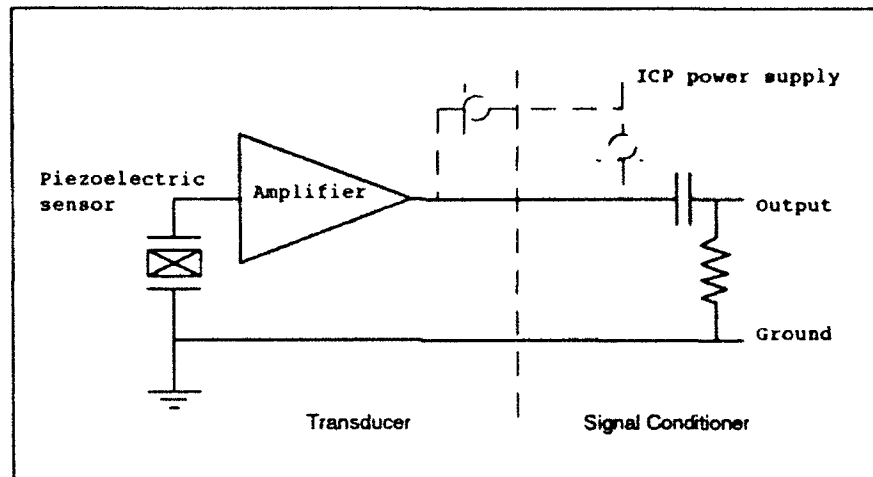 ICP power supply
Piezoelectric
sensor
Amplifier
Output
Ground
Transducer
Signal Conditioner